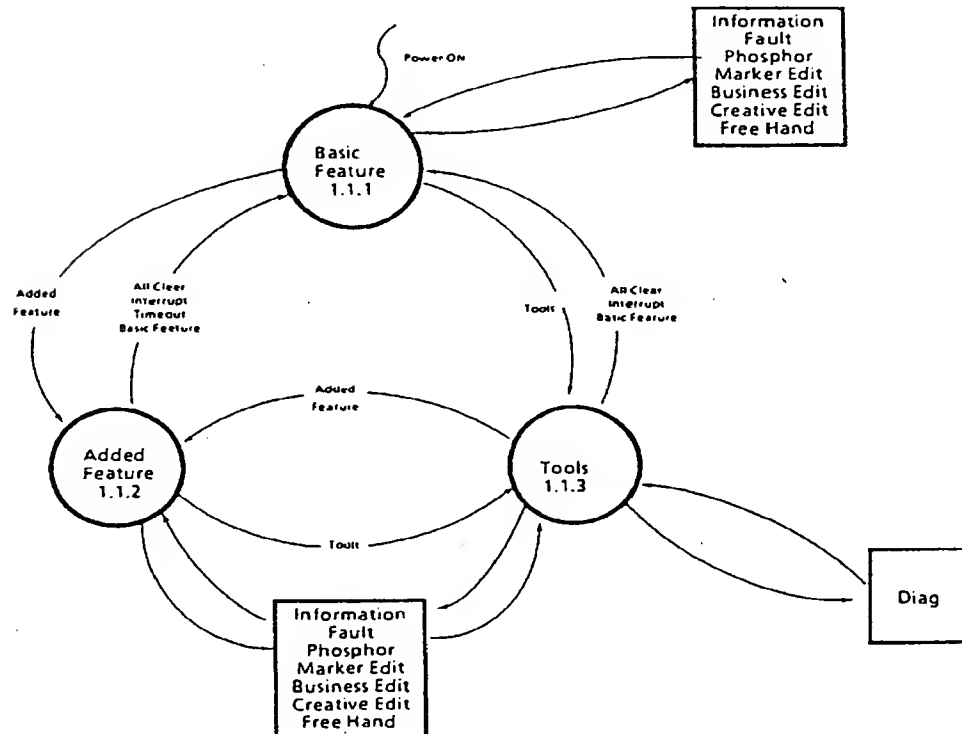 Information
Fault
Phosphor
Marker Edit
Business Edit
Creative Edit
Free Hand
Power ON
Basic
Feature
1.1.1
Added
Feature
All Clear
Interrupt
Timeout
Basic Feature
Tools
All Clear
Interrupt
Basic Feature
Added
Feature
Added
Feature
1.1.2
Tools
1.1.3
Tools
Information
Fault
Phosphor
Marker Edit
Business Edit
Creative Edit
Free Hand
Diag